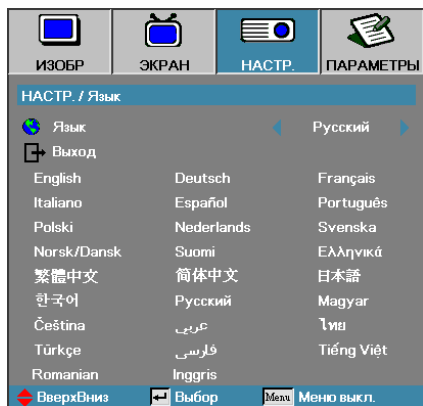 ИЗОБР ЭКРАН НАСТР. ПАРАМЕТРЫ
НАСТР. / Язык
Язык Русский
Выход
English Deutsch Français
Italiano Español Português
Polski Nederlands Svenska
Norsk/Dansk Suomi Ελληνικά
繁體中文 简体中文 日本語
한국어 Русский Magyar
Čeština عربي ไทย
Türkçe فارسی Tiếng Việt
Romanian Inggris
ВверхВниз Выбор Menu Меню выкл.